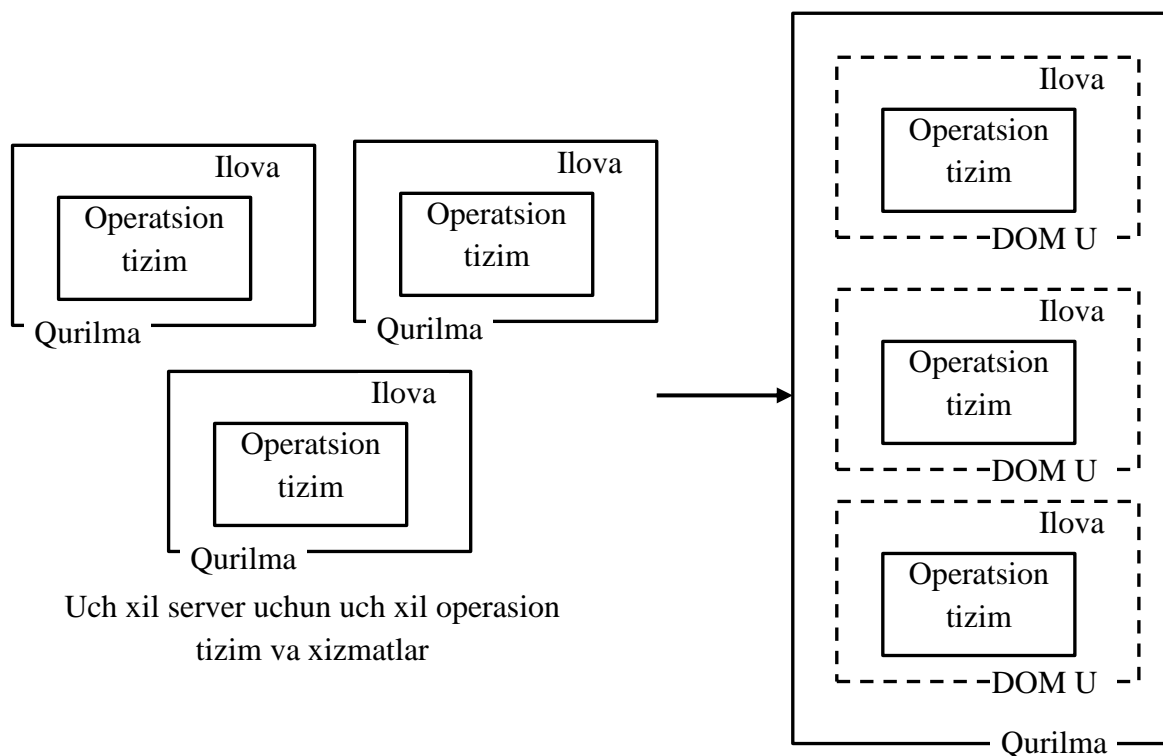 Ilova
Operatsion
tizim
Qurilma
Ilova
Operatsion
tizim
Qurilma
Ilova
Operatsion
tizim
Qurilma
Uch xil server uchun uch xil operasion
tizim va xizmatlar
Ilova
Operatsion
tizim
DOM U
Ilova
Operatsion
tizim
DOM U
Ilova
Operatsion
tizim
DOM U
Qurilma